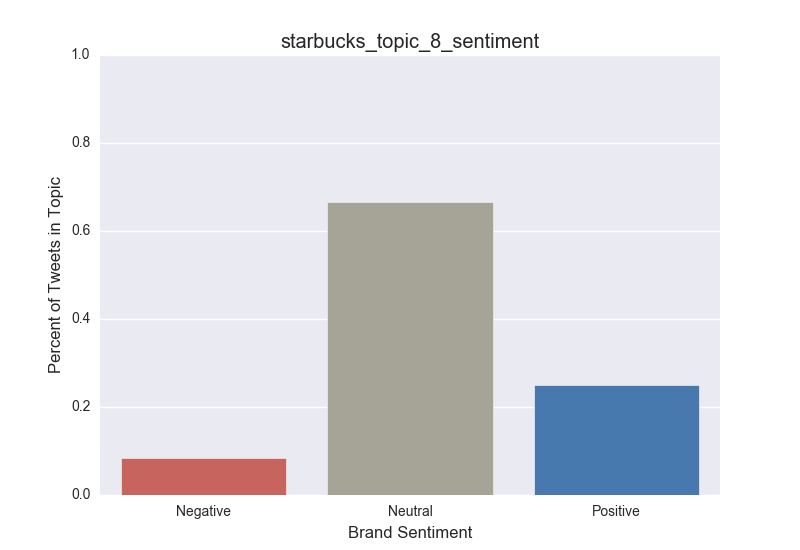 starbucks_topic_8_sentiment
1.0
0.8
0.6
0.4
0.2
0.0
Percent of Tweets in Topic
Negative Neutral Positive
Brand Sentiment